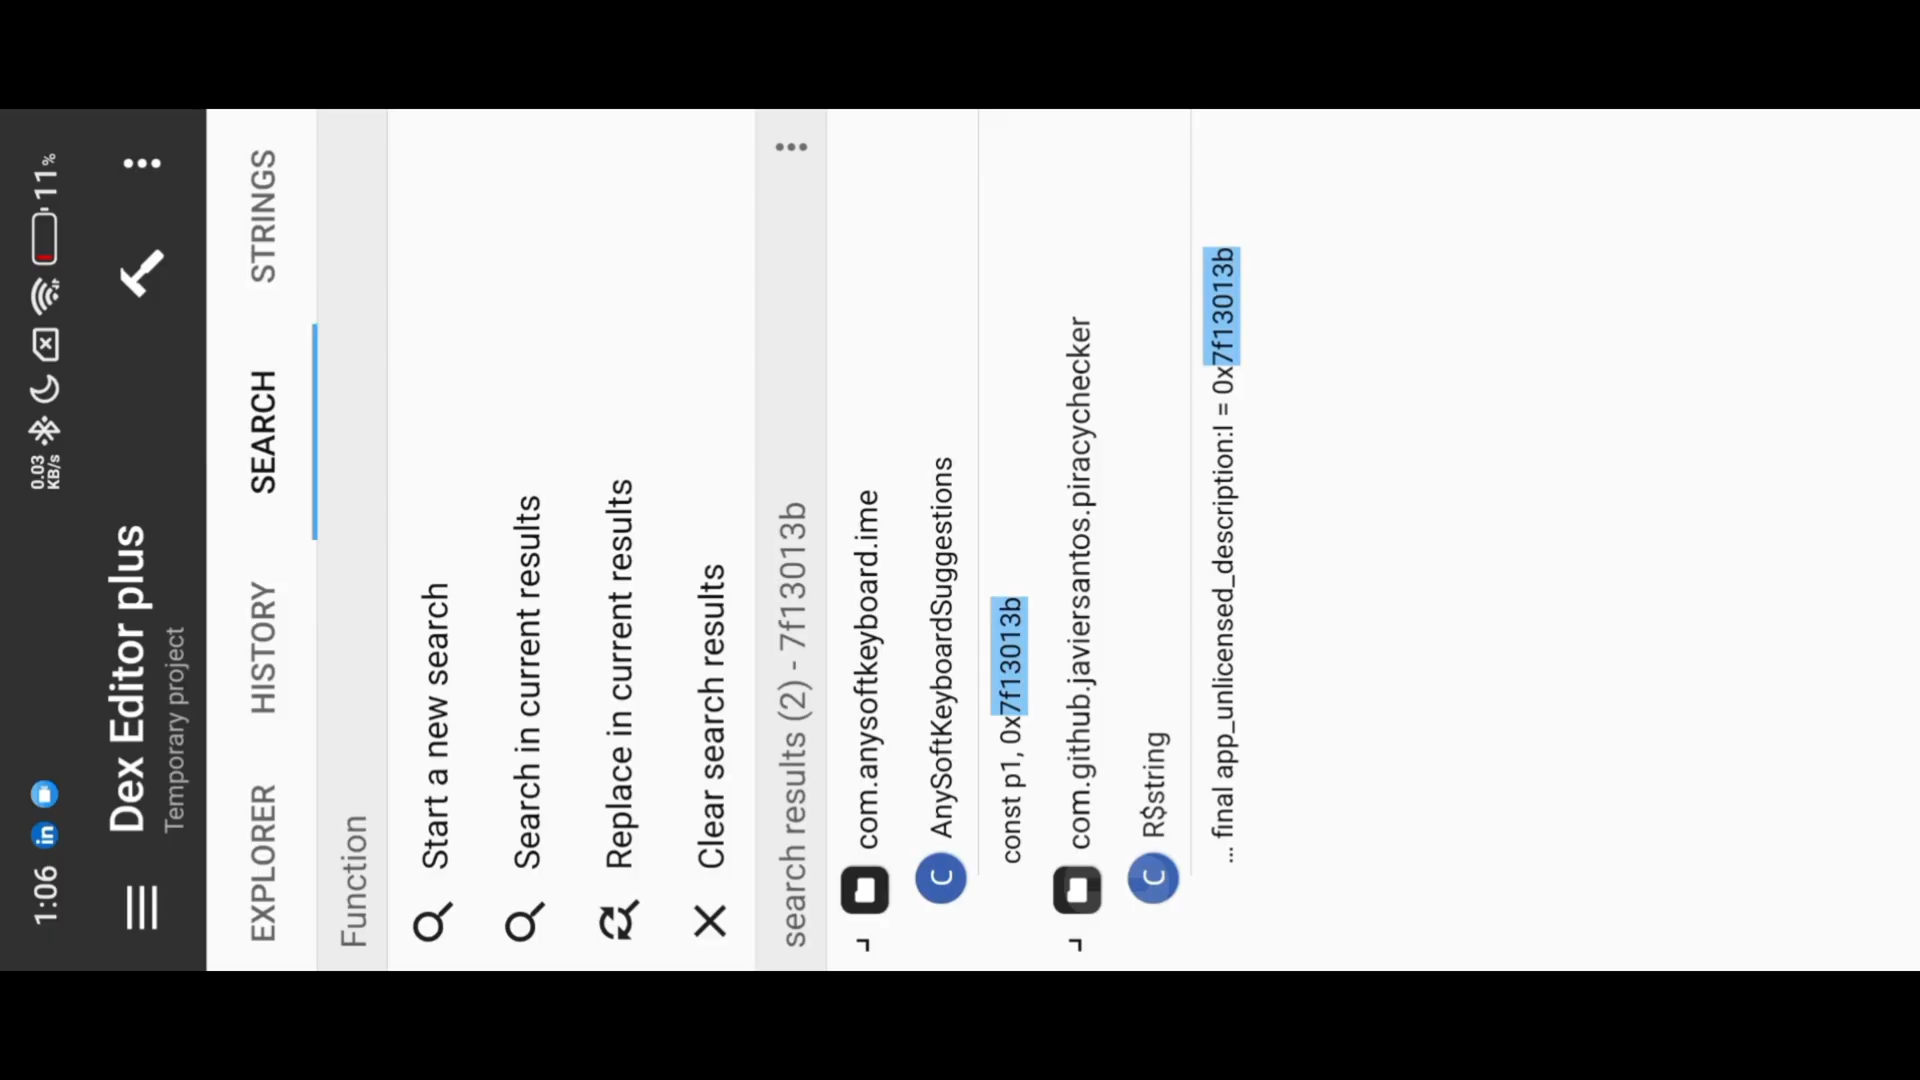 1:06 in 0.03 KB/s 11%
Dex Editor plus
Temporary project
EXPLORER HISTORY SEARCH STRINGS
Function
Start a new search
Search in current results
Replace in current results
Clear search results
search results (2) - 7f13013b
com.anysoftkeyboard.ime
C AnySoftKeyboardSuggestions
const p1, 0x7f13013b
com.github.javiersantos.piracychecker
C R$string
... final app_unlicensed_description:I = 0x7f13013b